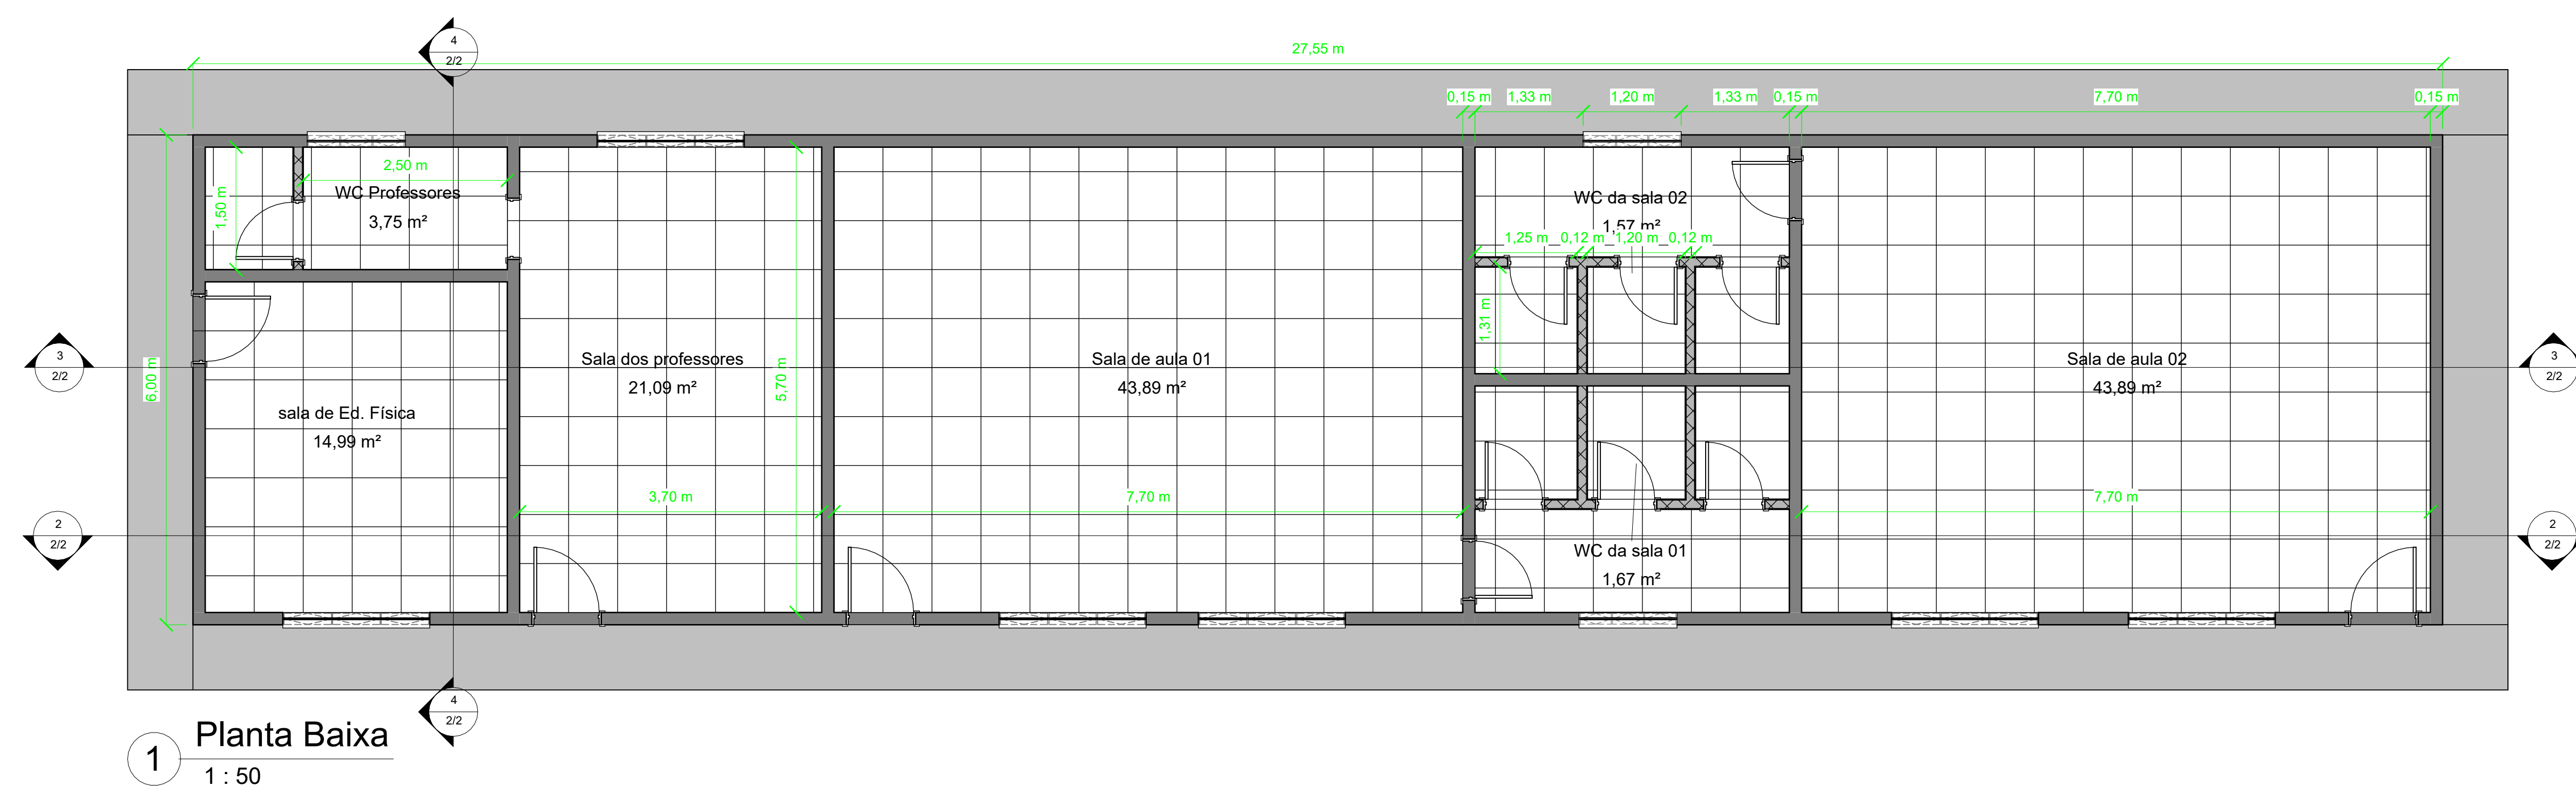 4
2/2
27,55 m
0,15 m
1,33 m
1,20 m
1,33 m
0,15 m
7,70 m
0,15 m
2,50 m
WC Professores
3,75 m²
1,50 m
WC da sala 02
1,57 m²
1,25 m
0,12 m
1,20 m
0,12 m
1,31 m
3
2/2
6,00 m
Sala dos professores
21,09 m²
5,70 m
Sala de aula 01
43,89 m²
Sala de aula 02
43,89 m²
3
2/2
sala de Ed. Física
14,99 m²
3,70 m
7,70 m
7,70 m
2
2/2
WC da sala 01
1,67 m²
2
2/2
4
2/2
1
Planta Baixa
1 : 50